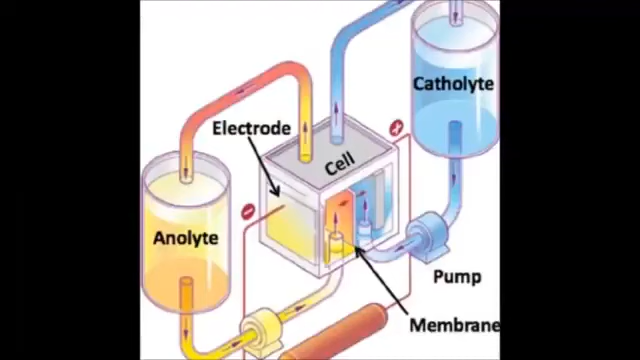 Catholyte
Electrode
+
Cell
−
Anolyte
Pump
Membrane